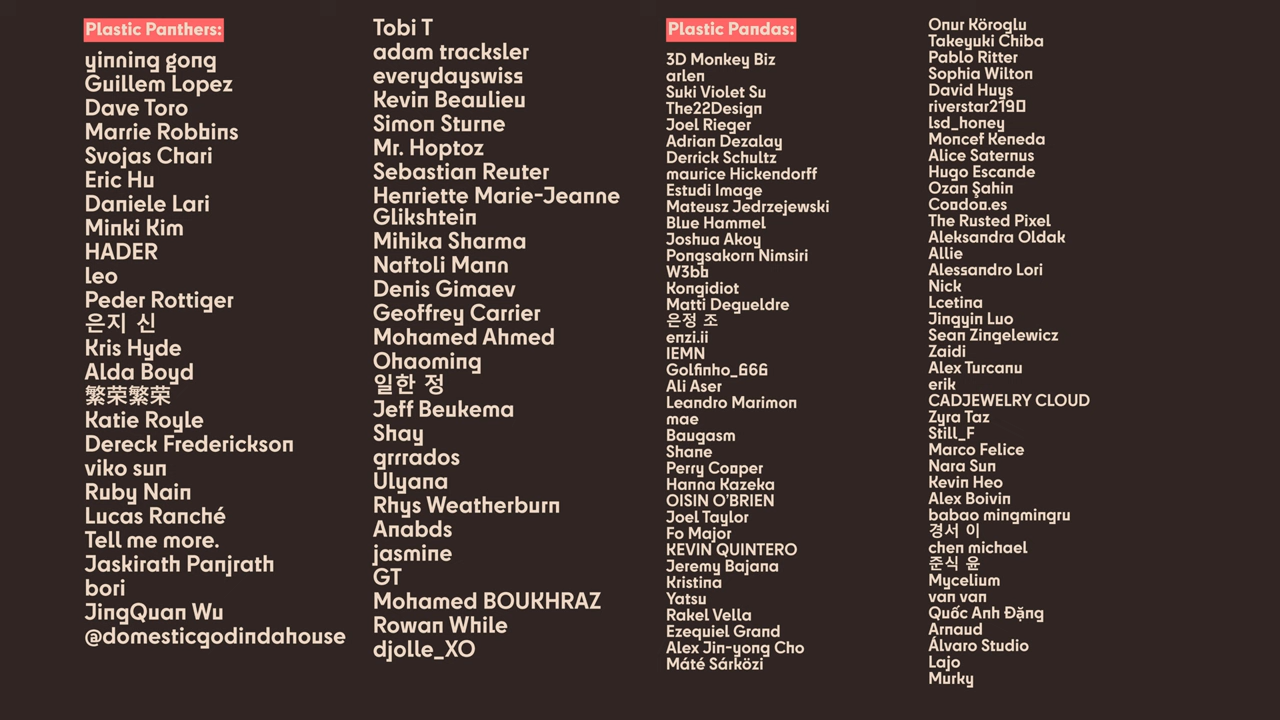 Plastic Panthers:
yinning gong
Guillem Lopez
Dave Toro
Marrie Robbins
Svojas Chari
Eric Hu
Daniele Lari
Minki Kim
HADER
leo
Peder Rottiger
은지 신
Kris Hyde
Alda Boyd
繁荣繁荣
Katie Royle
Dereck Frederickson
viko sun
Ruby Nain
Lucas Ranché
Tell me more.
Jaskirath Panjrath
bori
JingQuan Wu
@domesticgodindahouse
Tobi T
adam tracksler
everydayswiss
Kevin Beaulieu
Simon Sturne
Mr. Hoptoz
Sebastian Reuter
Henriette Marie-Jeanne
Glikshtein
Mihika Sharma
Naftoli Mann
Denis Gimaev
Geoffrey Carrier
Mohamed Ahmed
Ohaoming
일한 정
Jeff Beukema
Shay
grrrados
Ulyana
Rhys Weatherburn
Anabds
jasmine
GT
Mohamed BOUKHRAZ
Rowan While
djolle_XO
Plastic Pandas:
3D Monkey Biz
arlen
Suki Violet Su
The22Design
Joel Rieger
Adrian Dezalay
Derrick Schultz
maurice Hickendorff
Estudi Image
Mateusz Jedrzejewski
Blue Hammel
Joshua Akoy
Pongsakorn Nimsiri
W3bb
Kongidiot
Matti Degueldre
은정 조
enzi.ii
IEMN
Golfinho_666
Ali Aser
Leandro Marimon
mae
Baugasm
Shane
Perry Cooper
Hanna Kazeka
OISIN O'BRIEN
Joel Taylor
Fo Major
KEVIN QUINTERO
Jeremy Bajana
Kristina
Yatsu
Rakel Vella
Ezequiel Grand
Alex Jin-yong Cho
Máté Sárközi
Onur Köroglu
Takeyuki Chiba
Pablo Ritter
Sophia Wilton
David Huys
riverstar2190
lsd_honey
Moncef Keneda
Alice Saternus
Hugo Escande
Ozan Şahin
Condon.es
The Rusted Pixel
Aleksandra Oldak
Allie
Alessandro Lori
Nick
Lcetina
Jingyin Luo
Sean Zingelewicz
Zaidi
Alex Turcanu
erik
CADJEWELRY CLOUD
Zyra Taz
Still_F
Marco Felice
Nara Sun
Kevin Heo
Alex Boivin
babao mingmingru
경서 이
chen michael
준식 윤
Mycelium
van van
Quốc Anh Đặng
Arnaud
Álvaro Studio
Lajo
Murky